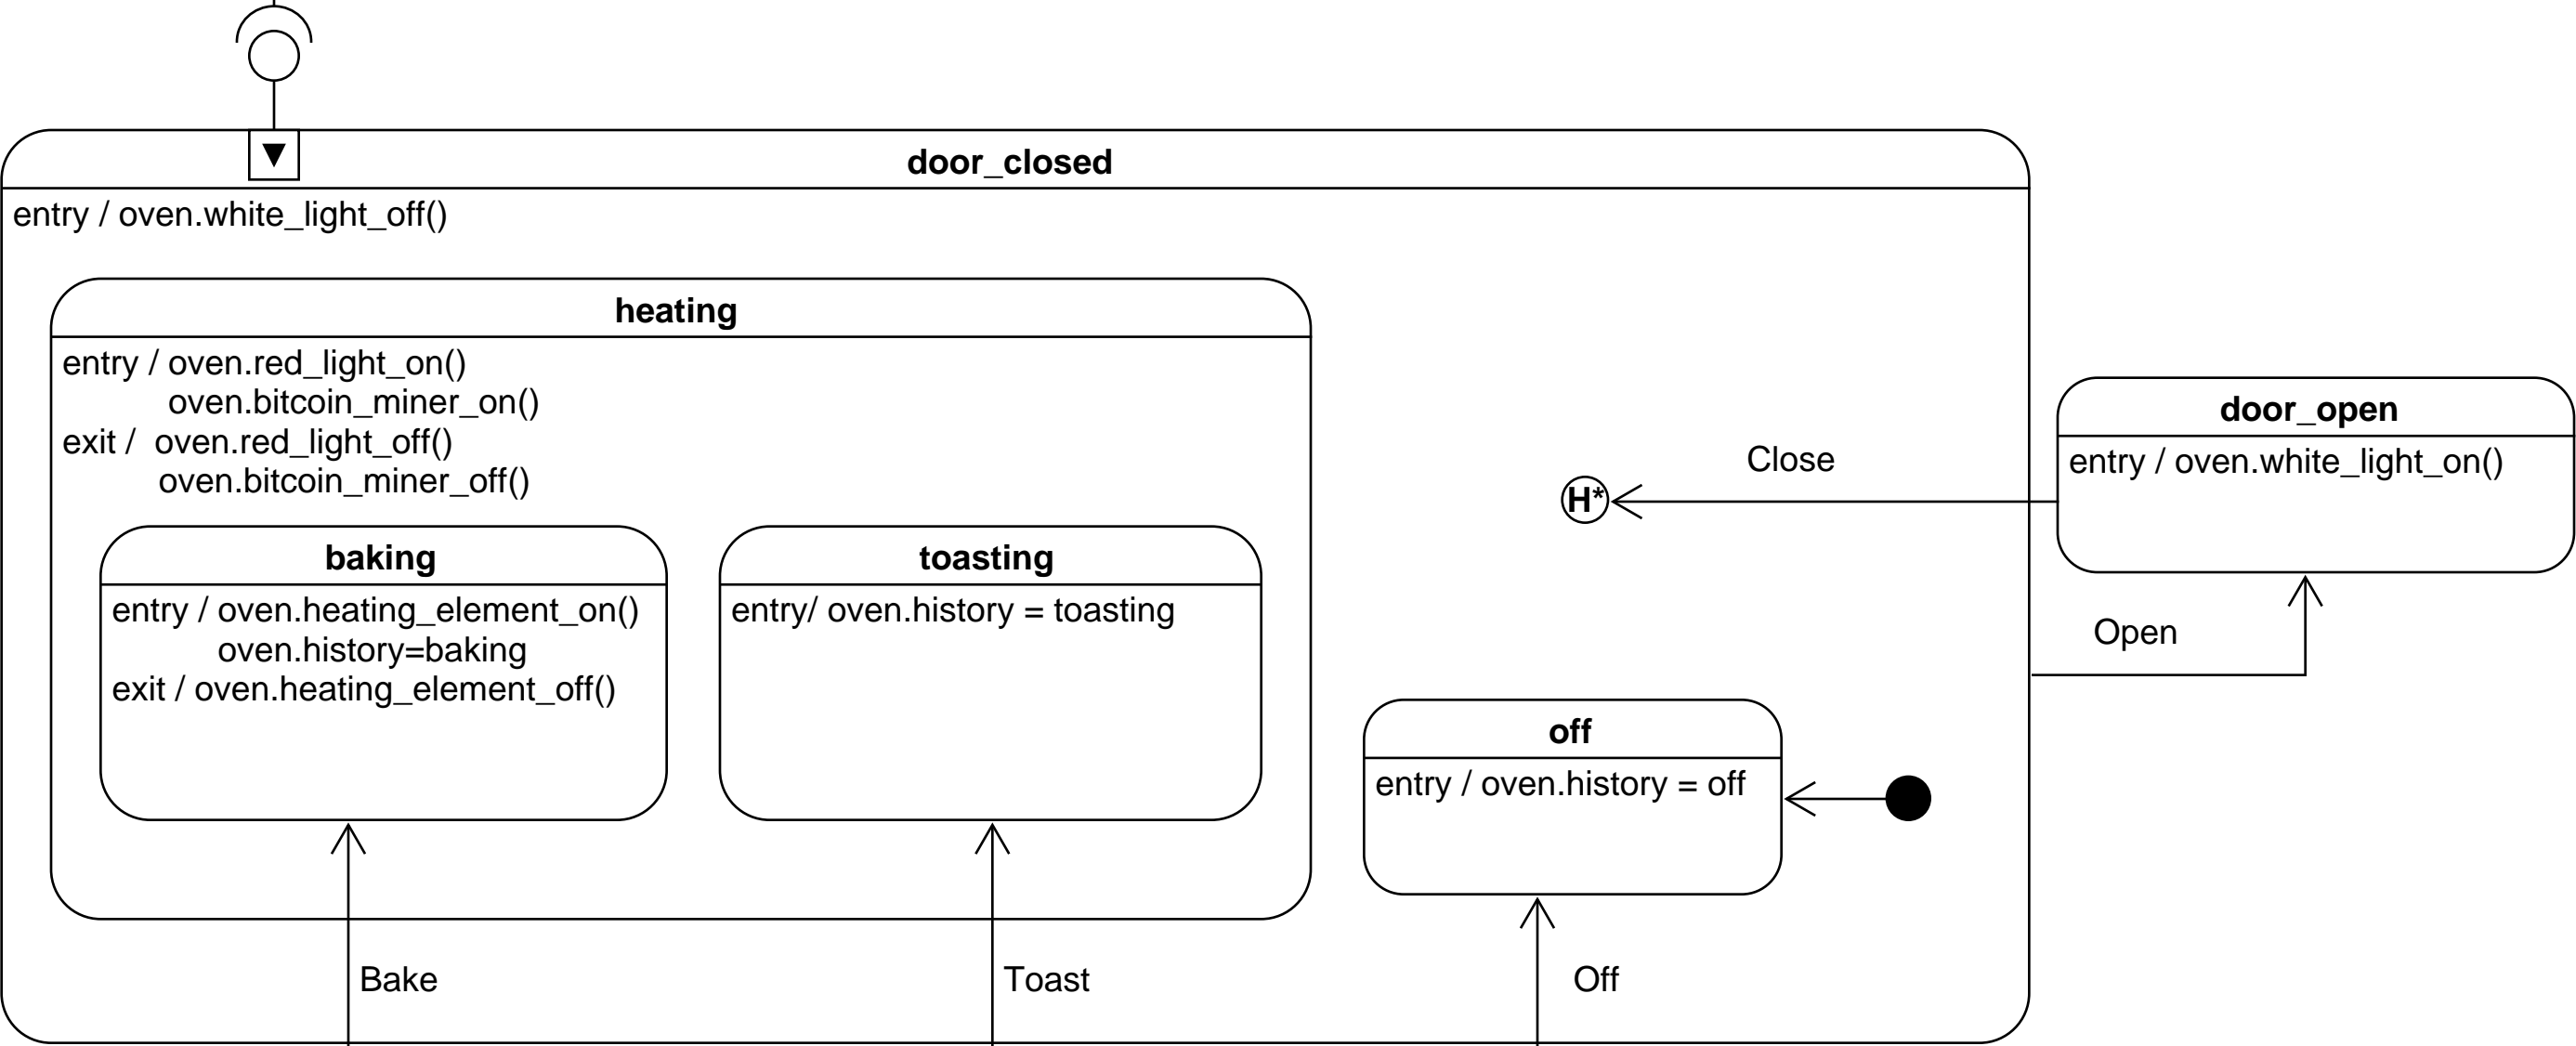 door_closed
entry / oven.white_light_off()
heating
entry / oven.red_light_on()
oven.bitcoin_miner_on()
exit /  oven.red_light_off()
oven.bitcoin_miner_off()
door_open
entry / oven.white_light_on()
Close
H*
baking
entry / oven.heating_element_on()
oven.history=baking
exit / oven.heating_element_off()
toasting
entry/ oven.history = toasting
Open
off
entry / oven.history = off
Bake
Toast
Off